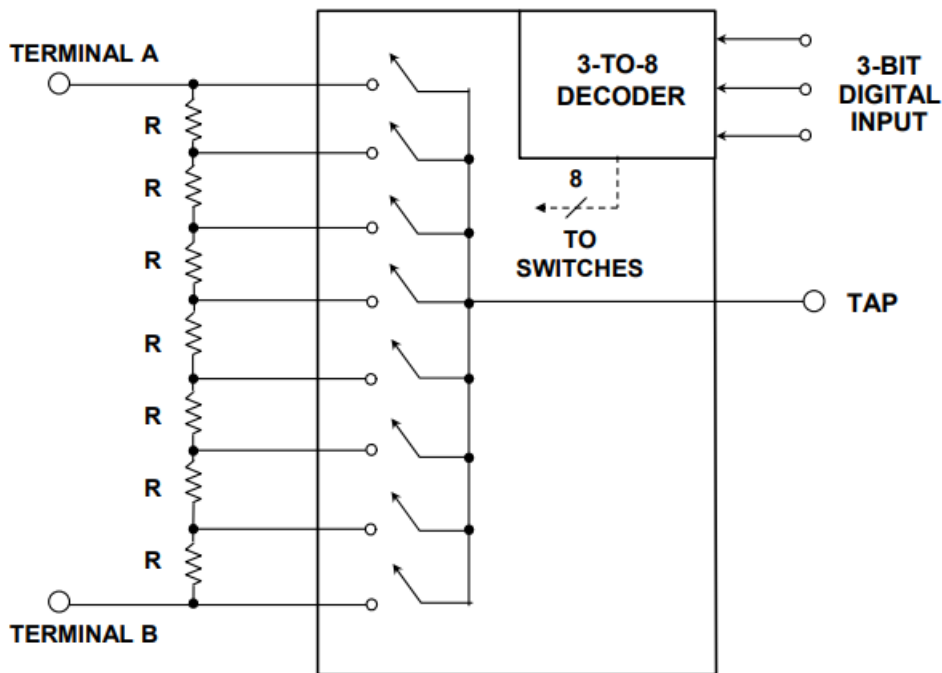 TERMINAL A
R
R
R
R
R
R
R
TERMINAL B
3-TO-8
DECODER
8
TO
SWITCHES
3-BIT
DIGITAL
INPUT
TAP